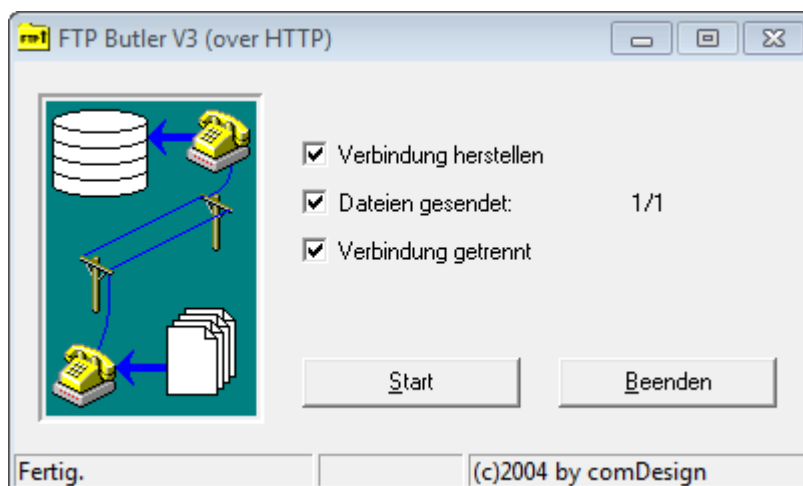 FTP Butler V3 (over HTTP)
Verbindung herstellen
Dateien gesendet: 1/1
Verbindung getrennt
Start
Beenden
Fertig.
(c)2004 by comDesign